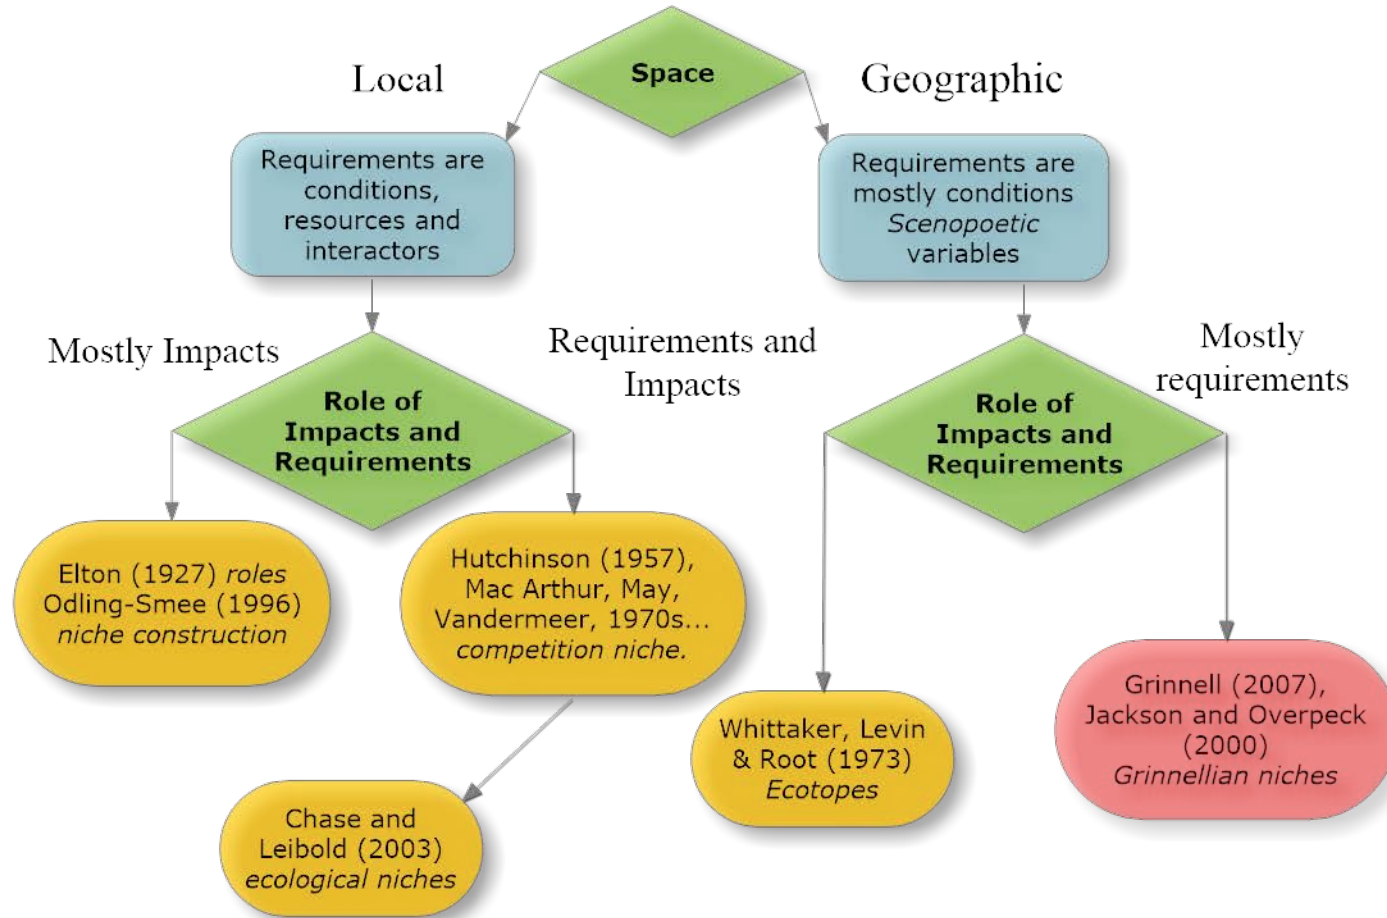 Space
Local
Geographic
Requirements are
conditions,
resources and
interactors
Requirements are
mostly conditions
Scenopoetic
variables
Mostly Impacts
Requirements and
Impacts
Mostly
requirements
Role of
Impacts and
Requirements
Role of
Impacts and
Requirements
Elton (1927) roles
Odling-Smee (1996)
niche construction
Hutchinson (1957),
Mac Arthur, May,
Vandermeer, 1970s...
competition niche.
Whittaker, Levin
& Root (1973)
Ecotopes
Grinnell (2007),
Jackson and Overpeck
(2000)
Grinnellian niches
Chase and
Leibold (2003)
ecological niches